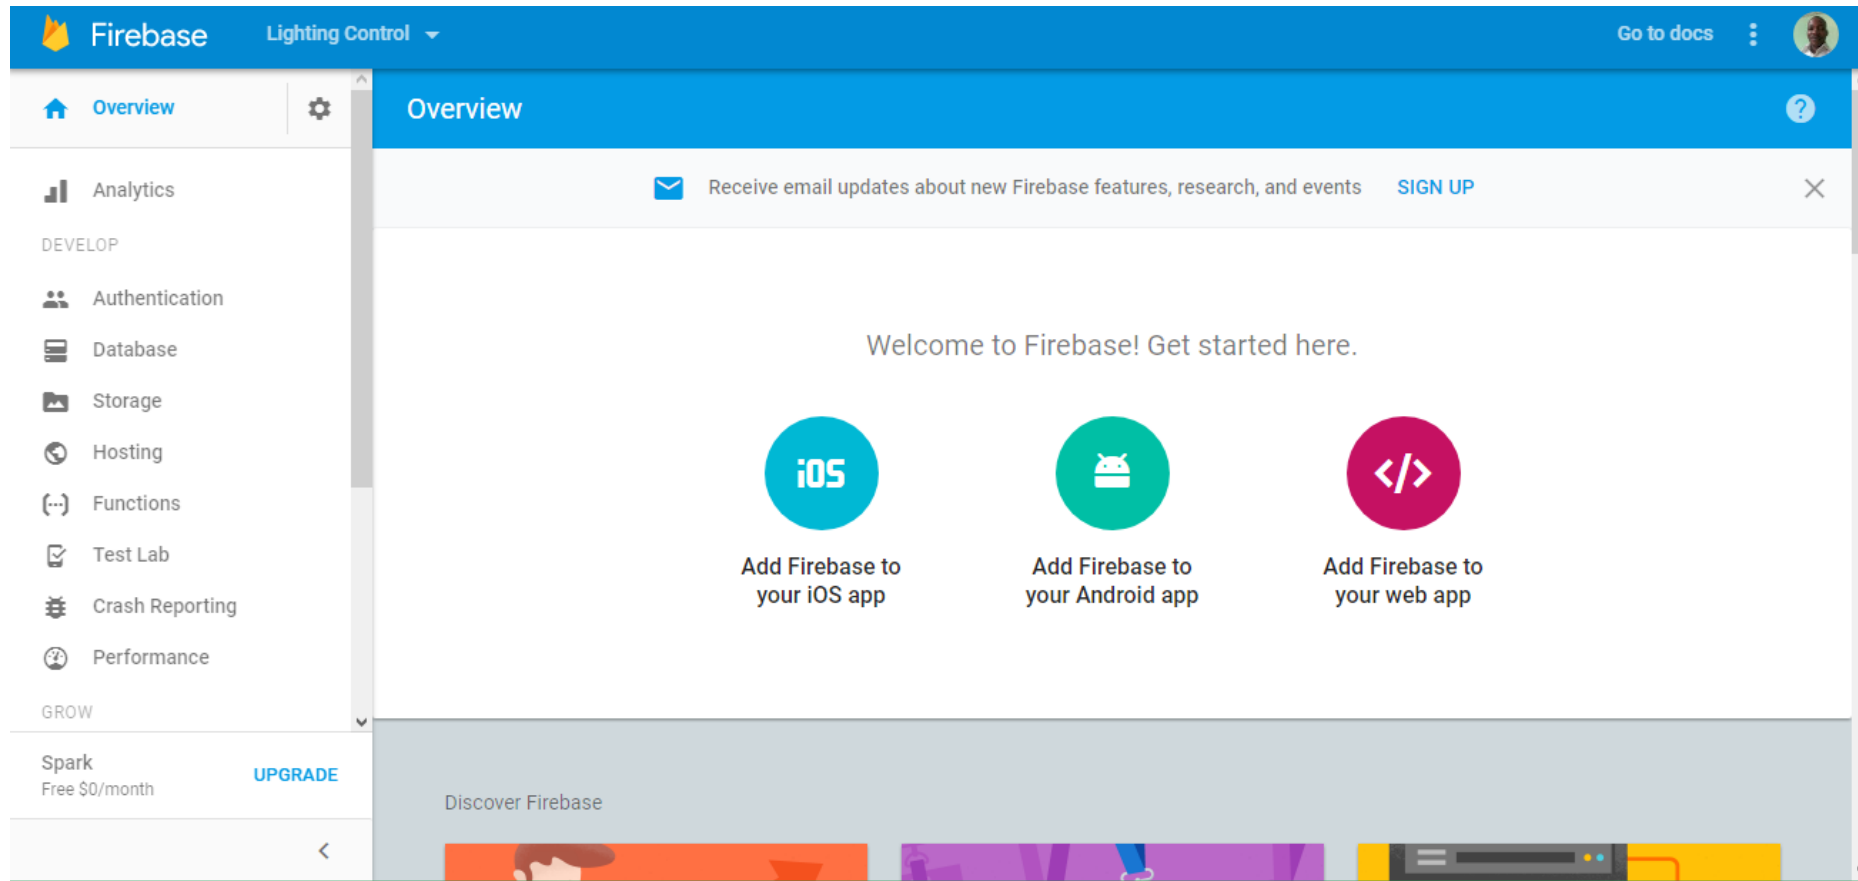 Firebase
Lighting Control
Go to docs
Overview
Overview
?
Receive email updates about new Firebase features, research, and events SIGN UP
Analytics
DEVELOP
Authentication
Database
Storage
Hosting
Functions
Test Lab
Crash Reporting
Performance
GROW
Spark
Free $0/month
UPGRADE
Welcome to Firebase! Get started here.
iOS
Add Firebase to
your iOS app
Add Firebase to
your Android app
</>
Add Firebase to
your web app
Discover Firebase